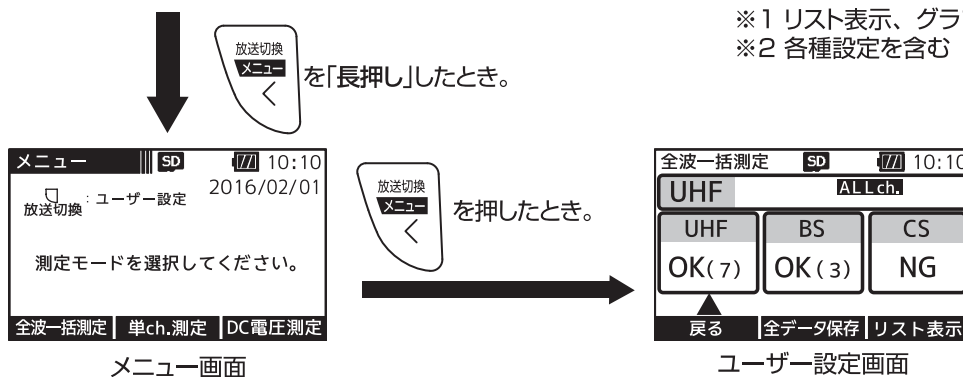 ※1 リスト表示、グラ
※2 各種設定を含む
放送切換
メニュー
を「長押し」したとき。
メニュー SD 10:10
2016/02/01
放送切換 : ユーザー設定
測定モードを選択してください。
全波一括測定 単ch.測定 DC電圧測定
メニュー画面
放送切換
メニュー
を押したとき。
全波一括測定 SD 10:10
UHF ALLch.
UHF BS CS
OK(7) OK(3) NG
戻る 全データ保存 リスト表示
ユーザー設定画面